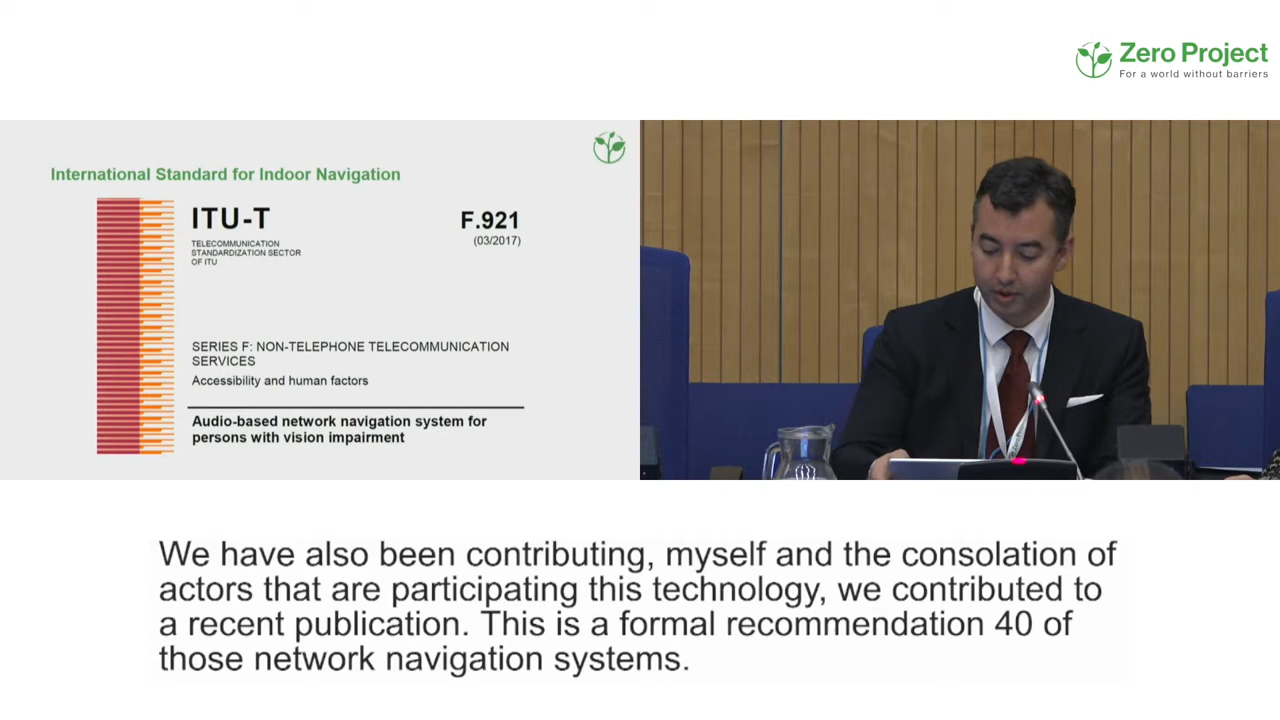 Zero Project
For a world without barriers
International Standard for Indoor Navigation
ITU-T
F.921
TELECOMMUNICATION
STANDARDIZATION SECTOR
OF ITU
(03/2017)
SERIES F: NON-TELEPHONE TELECOMMUNICATION
SERVICES
Accessibility and human factors
Audio-based network navigation system for
persons with vision impairment
We have also been contributing, myself and the consolation of
actors that are participating this technology, we contributed to
a recent publication. This is a formal recommendation 40 of
those network navigation systems.